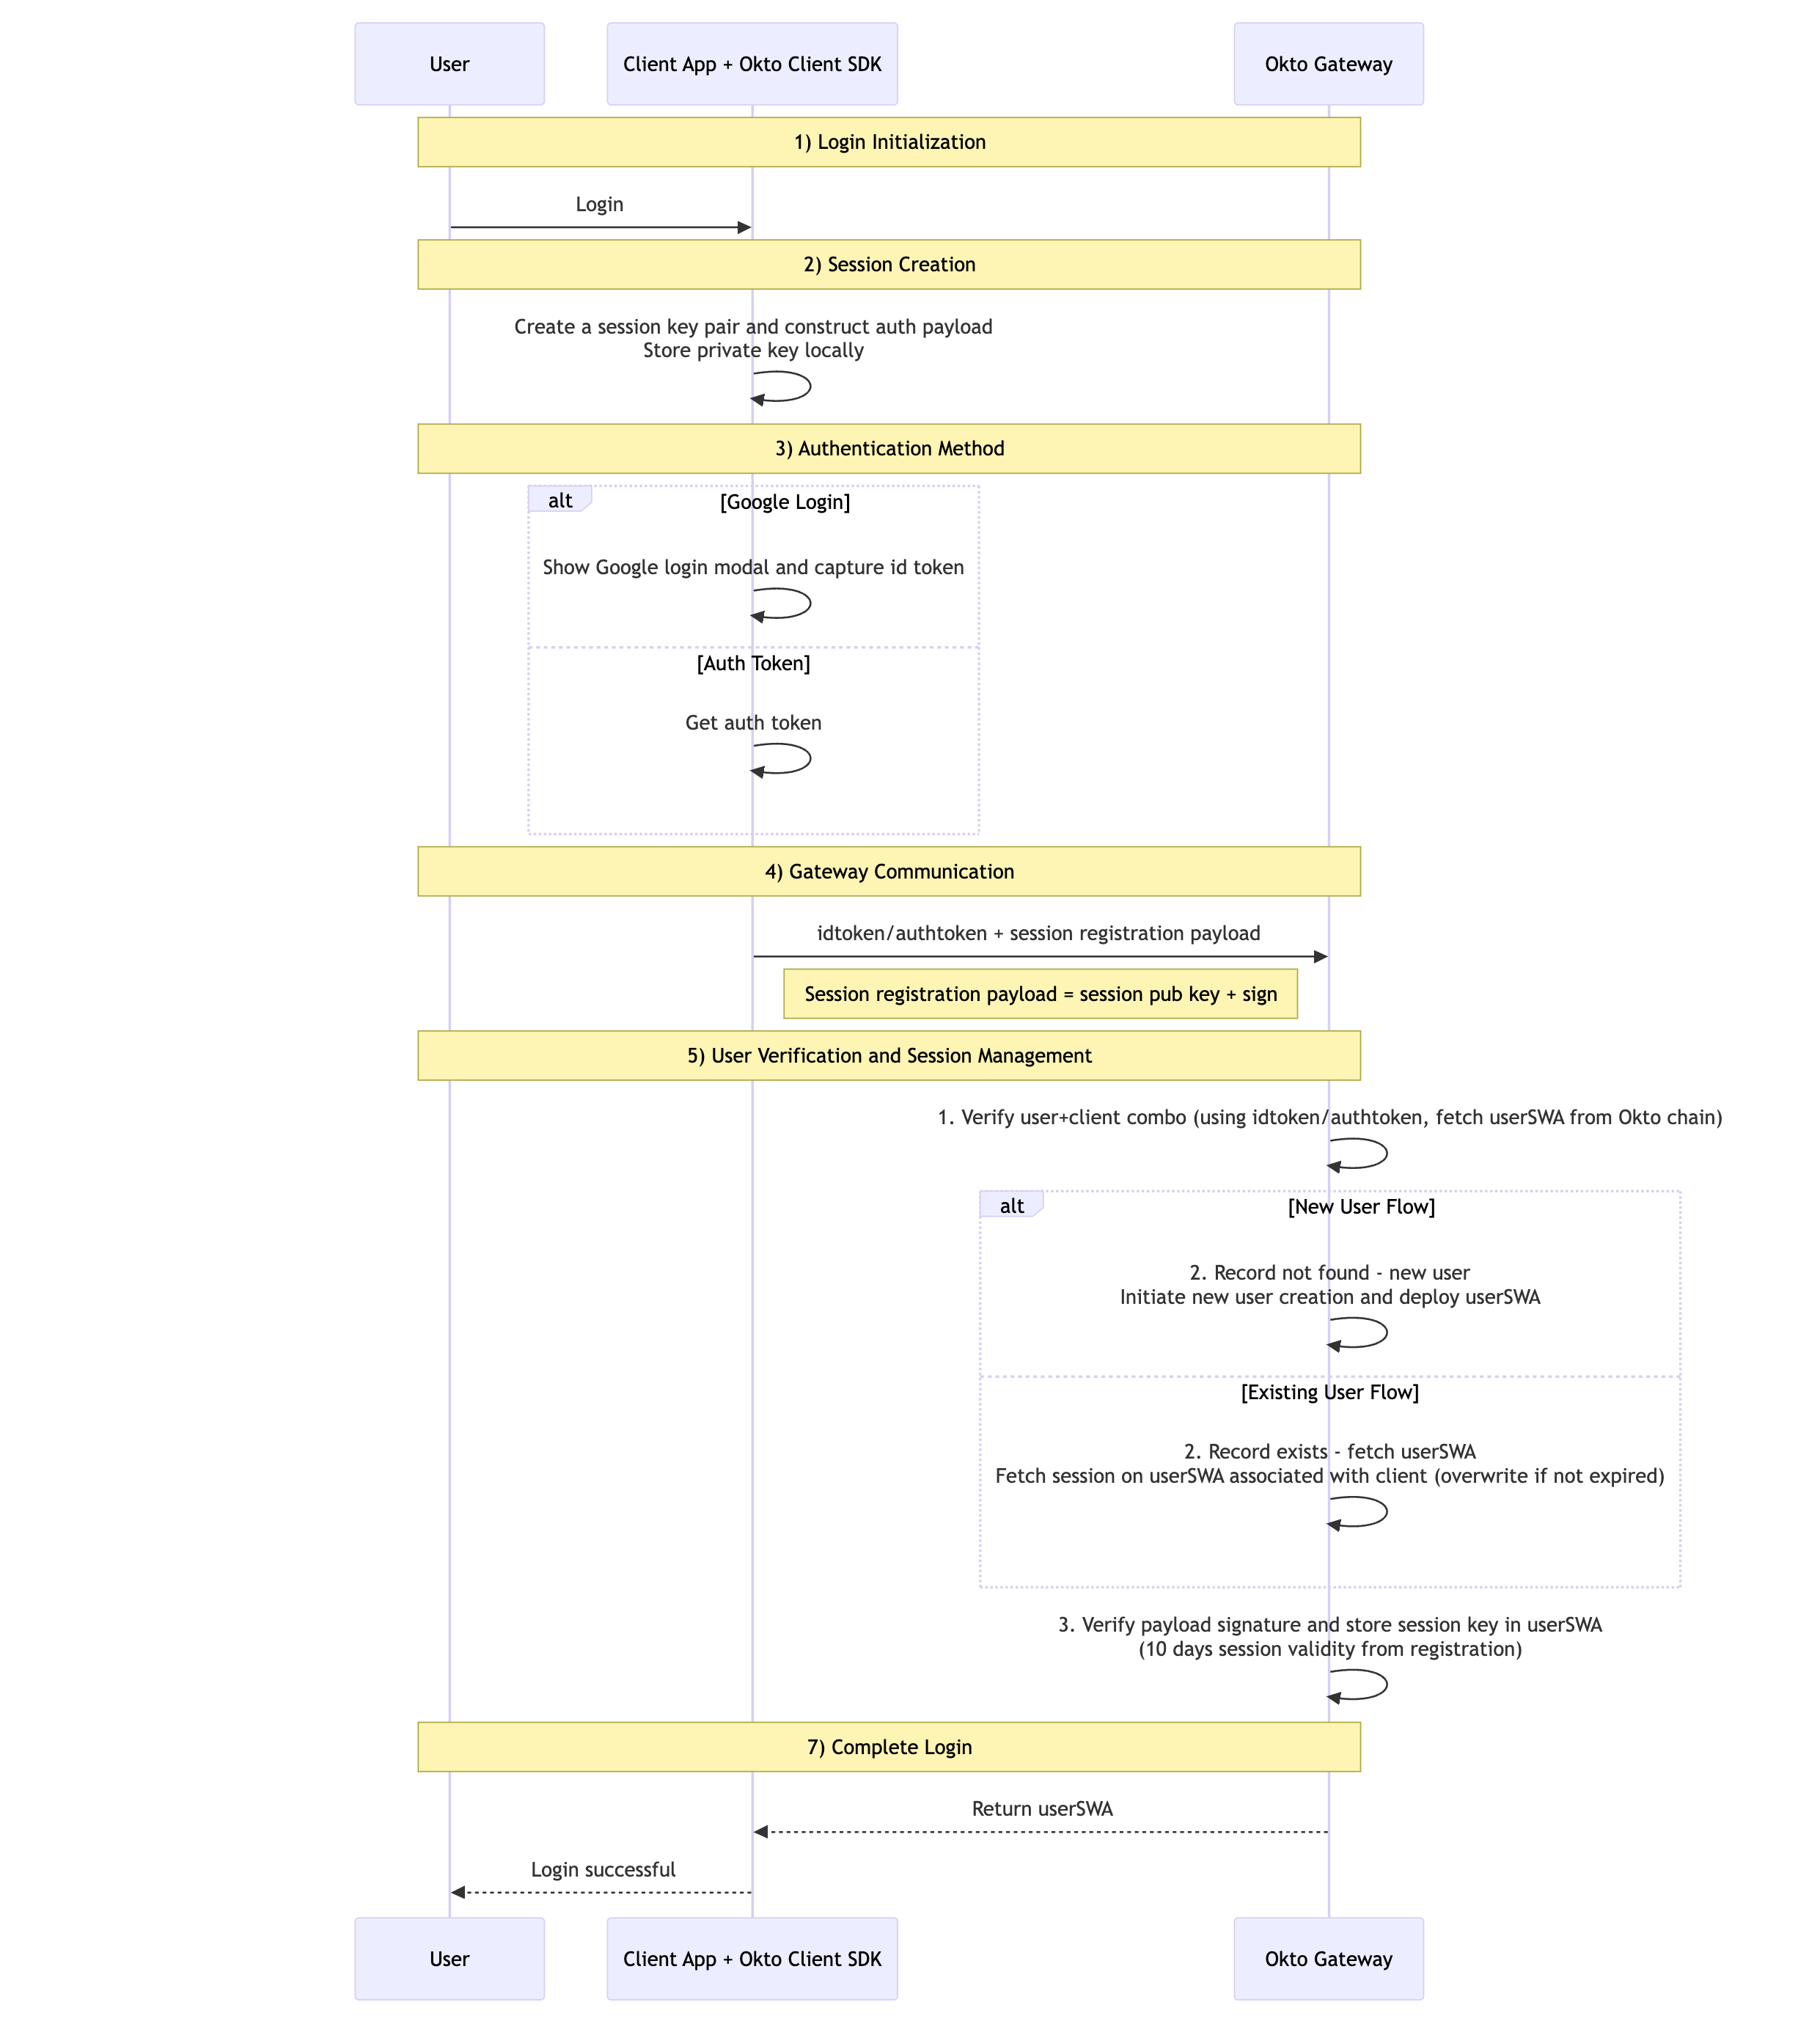 User
Client App + Okto Client SDK
Okto Gateway
1) Login Initialization
Login
2) Session Creation
Create a session key pair and construct auth payload
Store private key locally
3) Authentication Method
alt
[Google Login]
Show Google login modal and capture id token
[Auth Token]
Get auth token
4) Gateway Communication
idtoken/authtoken + session registration payload
Session registration payload = session pub key + sign
5) User Verification and Session Management
1. Verify user+client combo (using idtoken/authtoken, fetch userSWA from Okto chain)
alt
[New User Flow]
2. Record not found - new user
Initiate new user creation and deploy userSWA
[Existing User Flow]
2. Record exists - fetch userSWA
Fetch session on userSWA associated with client (overwrite if not expired)
3. Verify payload signature and store session key in userSWA
(10 days session validity from registration)
7) Complete Login
Return userSWA
Login successful
User
Client App + Okto Client SDK
Okto Gateway